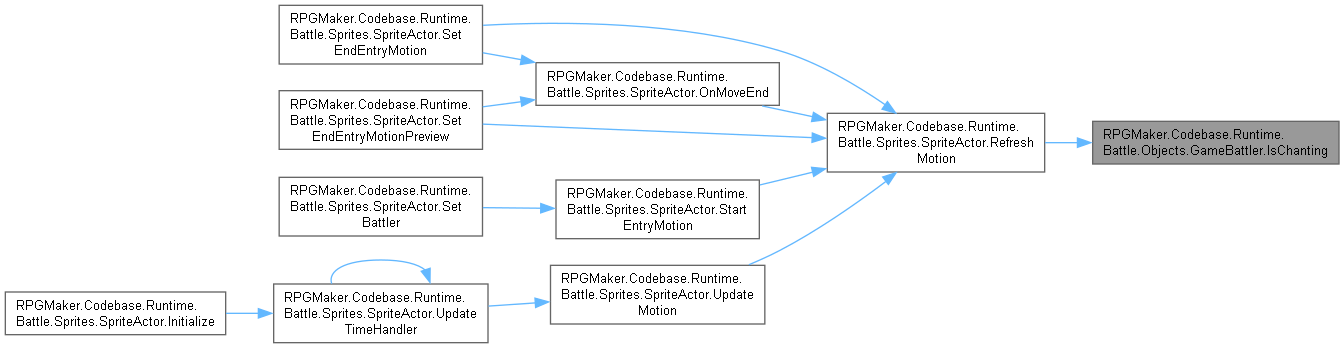 RPGMaker.Codebase.Runtime.
Battle.Sprites.SpriteActor.Set
EndEntryMotion
RPGMaker.Codebase.Runtime.
Battle.Sprites.SpriteActor.OnMoveEnd
RPGMaker.Codebase.Runtime.
Battle.Sprites.SpriteActor.Set
EndEntryMotionPreview
RPGMaker.Codebase.Runtime.
Battle.Sprites.SpriteActor.Refresh
Motion
RPGMaker.Codebase.Runtime.
Battle.Objects.GameBattler.IsChanting
RPGMaker.Codebase.Runtime.
Battle.Sprites.SpriteActor.Set
Battler
RPGMaker.Codebase.Runtime.
Battle.Sprites.SpriteActor.Start
EntryMotion
RPGMaker.Codebase.Runtime.
Battle.Sprites.SpriteActor.Initialize
RPGMaker.Codebase.Runtime.
Battle.Sprites.SpriteActor.Update
TimeHandler
RPGMaker.Codebase.Runtime.
Battle.Sprites.SpriteActor.Update
Motion